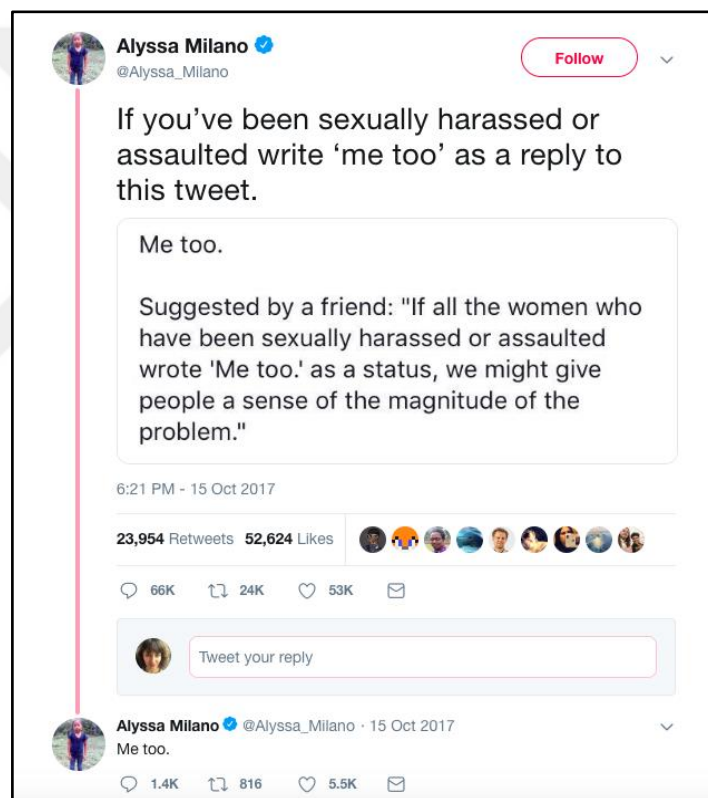 Alyssa Milano
@Alyssa_Milano
Follow
If you’ve been sexually harassed or
assaulted write ‘me too’ as a reply to
this tweet.
Me too.
Suggested by a friend: "If all the women who
have been sexually harassed or assaulted
wrote 'Me too.' as a status, we might give
people a sense of the magnitude of the
problem."
6:21 PM - 15 Oct 2017
23,954 Retweets 52,624 Likes
66K 24K 53K
Tweet your reply
Alyssa Milano @Alyssa_Milano · 15 Oct 2017
Me too.
1.4K 816 5.5K